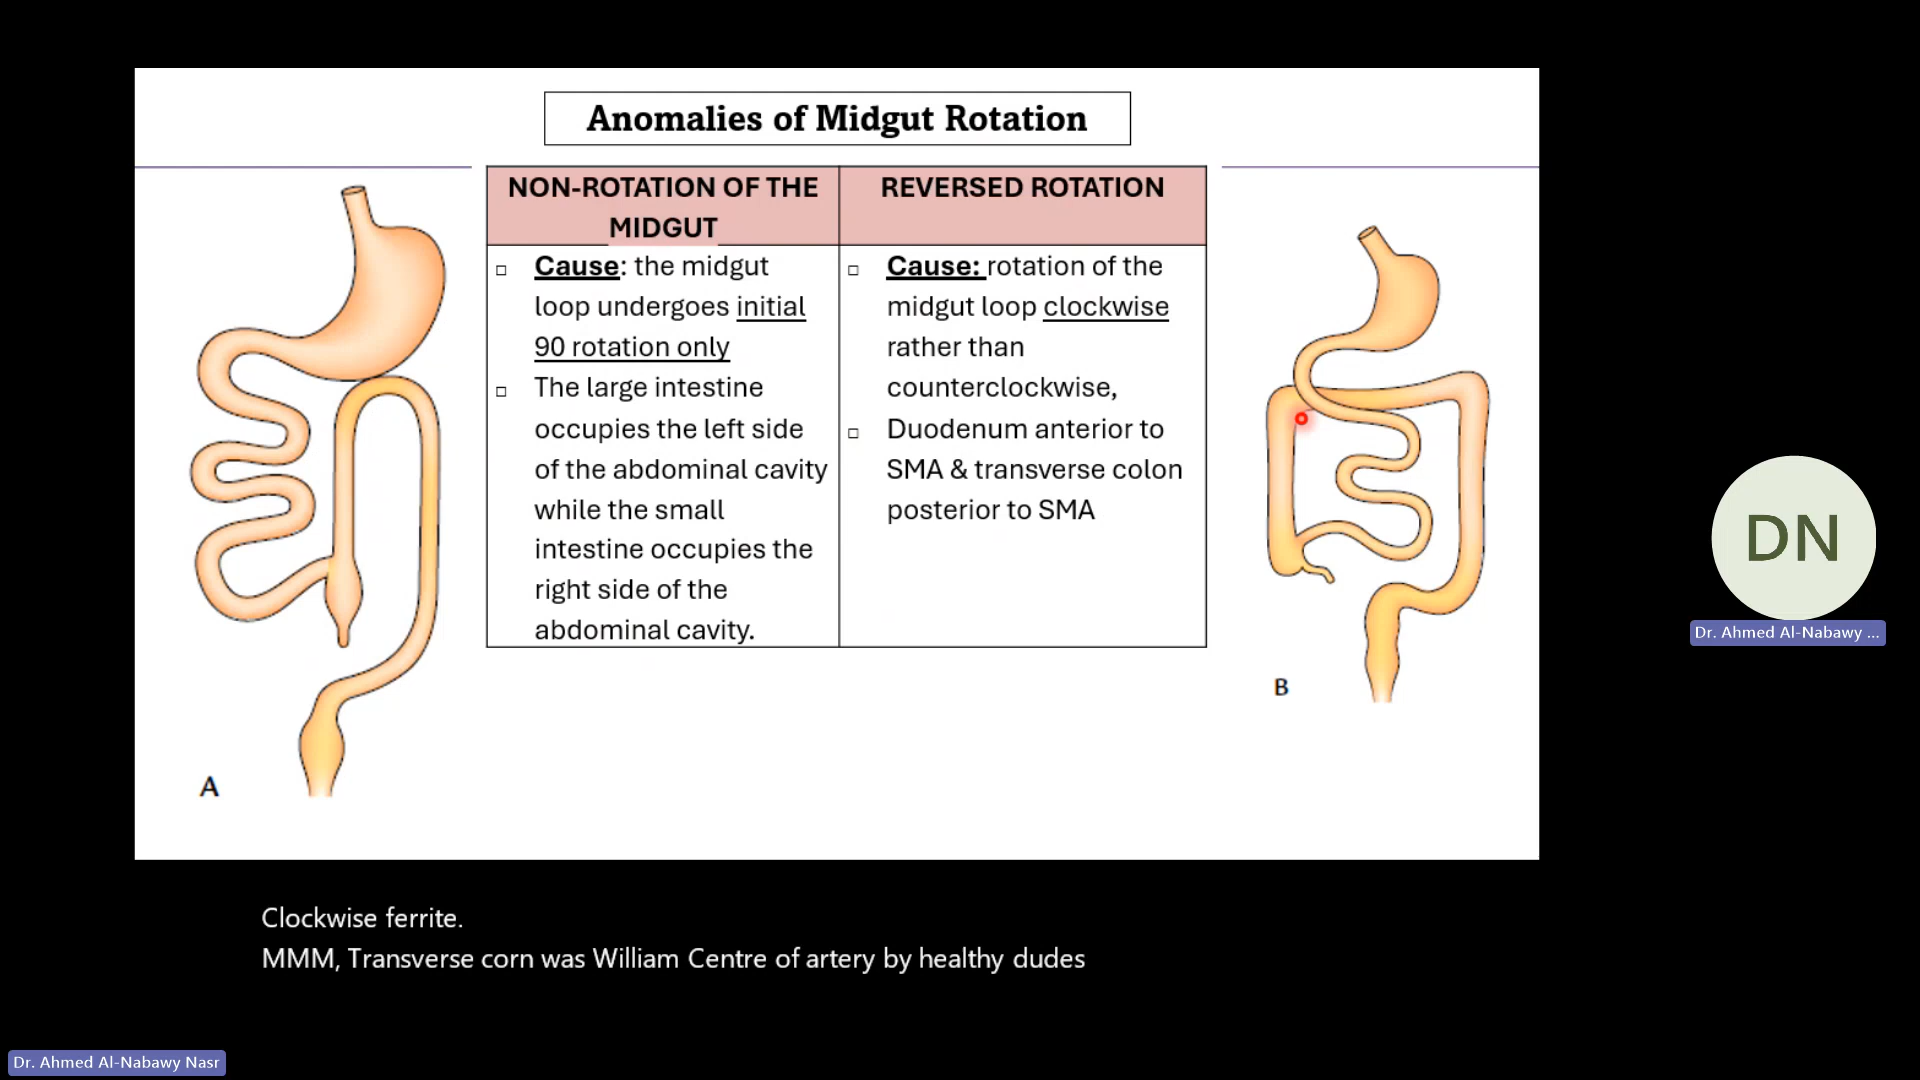 Anomalies of Midgut Rotation
NON-ROTATION OF THE
MIDGUT
Cause: the midgut
loop undergoes initial
90 rotation only
The large intestine
occupies the left side
of the abdominal cavity
while the small
intestine occupies the
right side of the
abdominal cavity.
REVERSED ROTATION
Cause: rotation of the
midgut loop clockwise
rather than
counterclockwise,
Duodenum anterior to
SMA & transverse colon
posterior to SMA
A
B
DN
Dr. Ahmed Al-Nabawy ...
Clockwise ferrite.
MMM, Transverse corn was William Centre of artery by healthy dudes
Dr. Ahmed Al-Nabawy Nasr